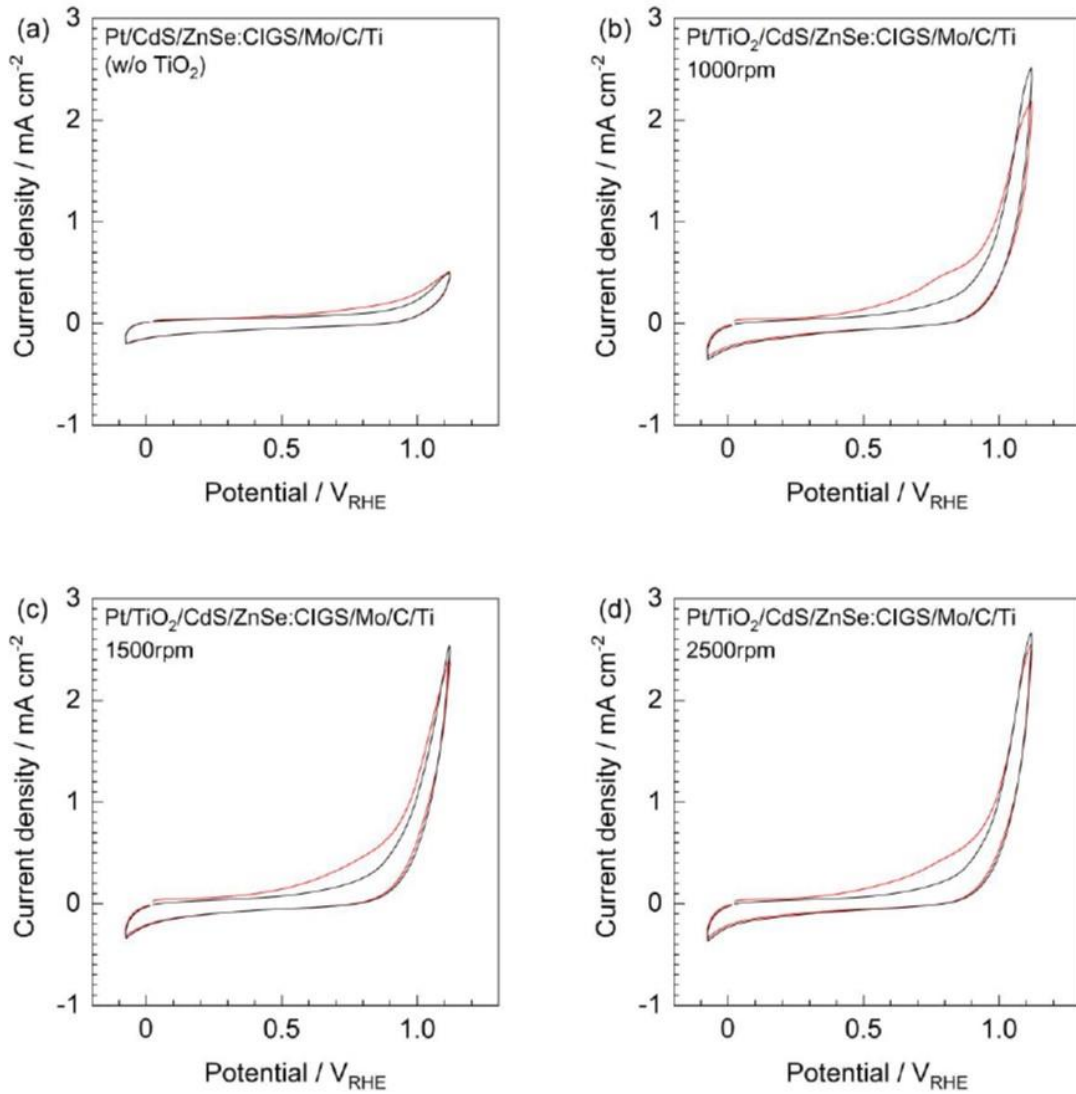 (a)
Pt/CdS/ZnSe:CIGS/Mo/C/Ti
(w/o TiO₂)
3
2
1
0
-1
Current density / mA cm⁻²
0
0.5
1.0
Potential / V_RHE
(b)
Pt/TiO₂/CdS/ZnSe:CIGS/Mo/C/Ti
1000rpm
3
2
1
0
-1
Current density / mA cm⁻²
0
0.5
1.0
Potential / V_RHE
(c)
Pt/TiO₂/CdS/ZnSe:CIGS/Mo/C/Ti
1500rpm
3
2
1
0
-1
Current density / mA cm⁻²
0
0.5
1.0
Potential / V_RHE
(d)
Pt/TiO₂/CdS/ZnSe:CIGS/Mo/C/Ti
2500rpm
3
2
1
0
-1
Current density / mA cm⁻²
0
0.5
1.0
Potential / V_RHE